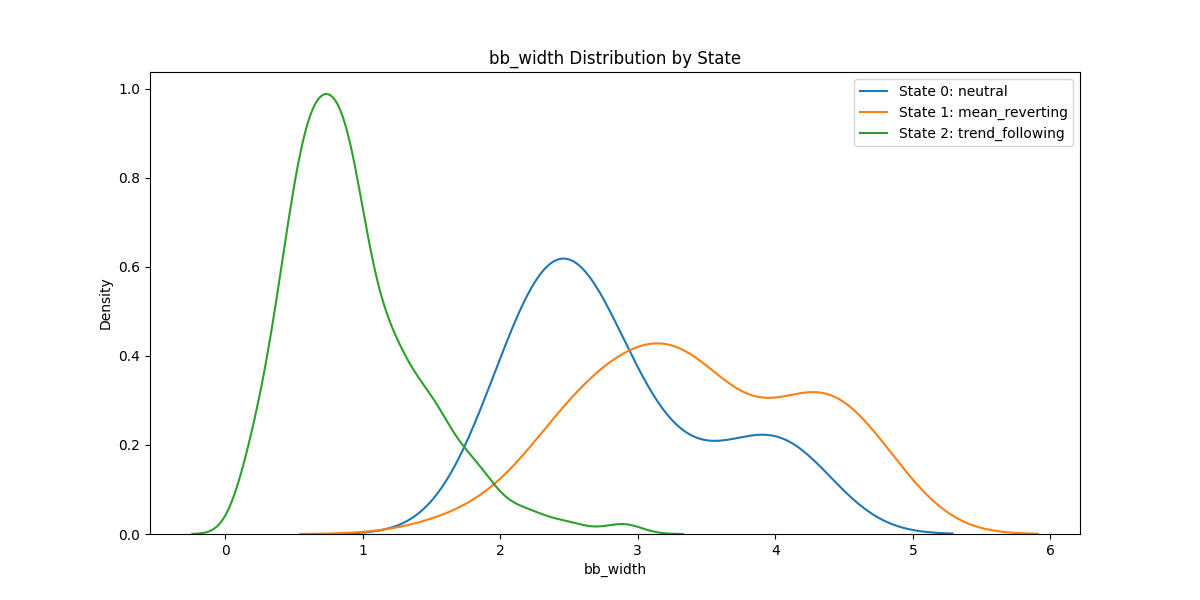 bb_width Distribution by State
State 0: neutral
State 1: mean_reverting
State 2: trend_following
Density
1.0
0.8
0.6
0.4
0.2
0.0
0 1 2 3 4 5 6
bb_width